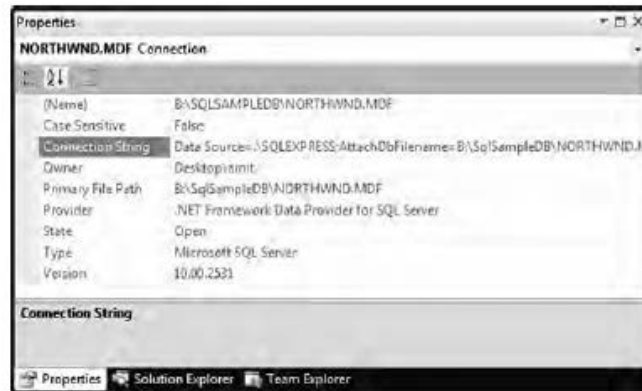 Properties
NORTHWND.MDF Connection
(Name) B:\SQLSAMPLEDB\NORTHWND.MDF
Case Sensitive False
Connection String Data Source=.\SQLEXPRESS;AttachDbFilename=B:\SqlSampleDB\NORTHWND.
Owner Desktop\amit
Primary File Path B:\SqlSampleDB\NORTHWND.MDF
Provider .NET Framework Data Provider for SQL Server
State Open
Type Microsoft SQL Server
Version 10.00.2531
Connection String
Properties Solution Explorer Team Explorer